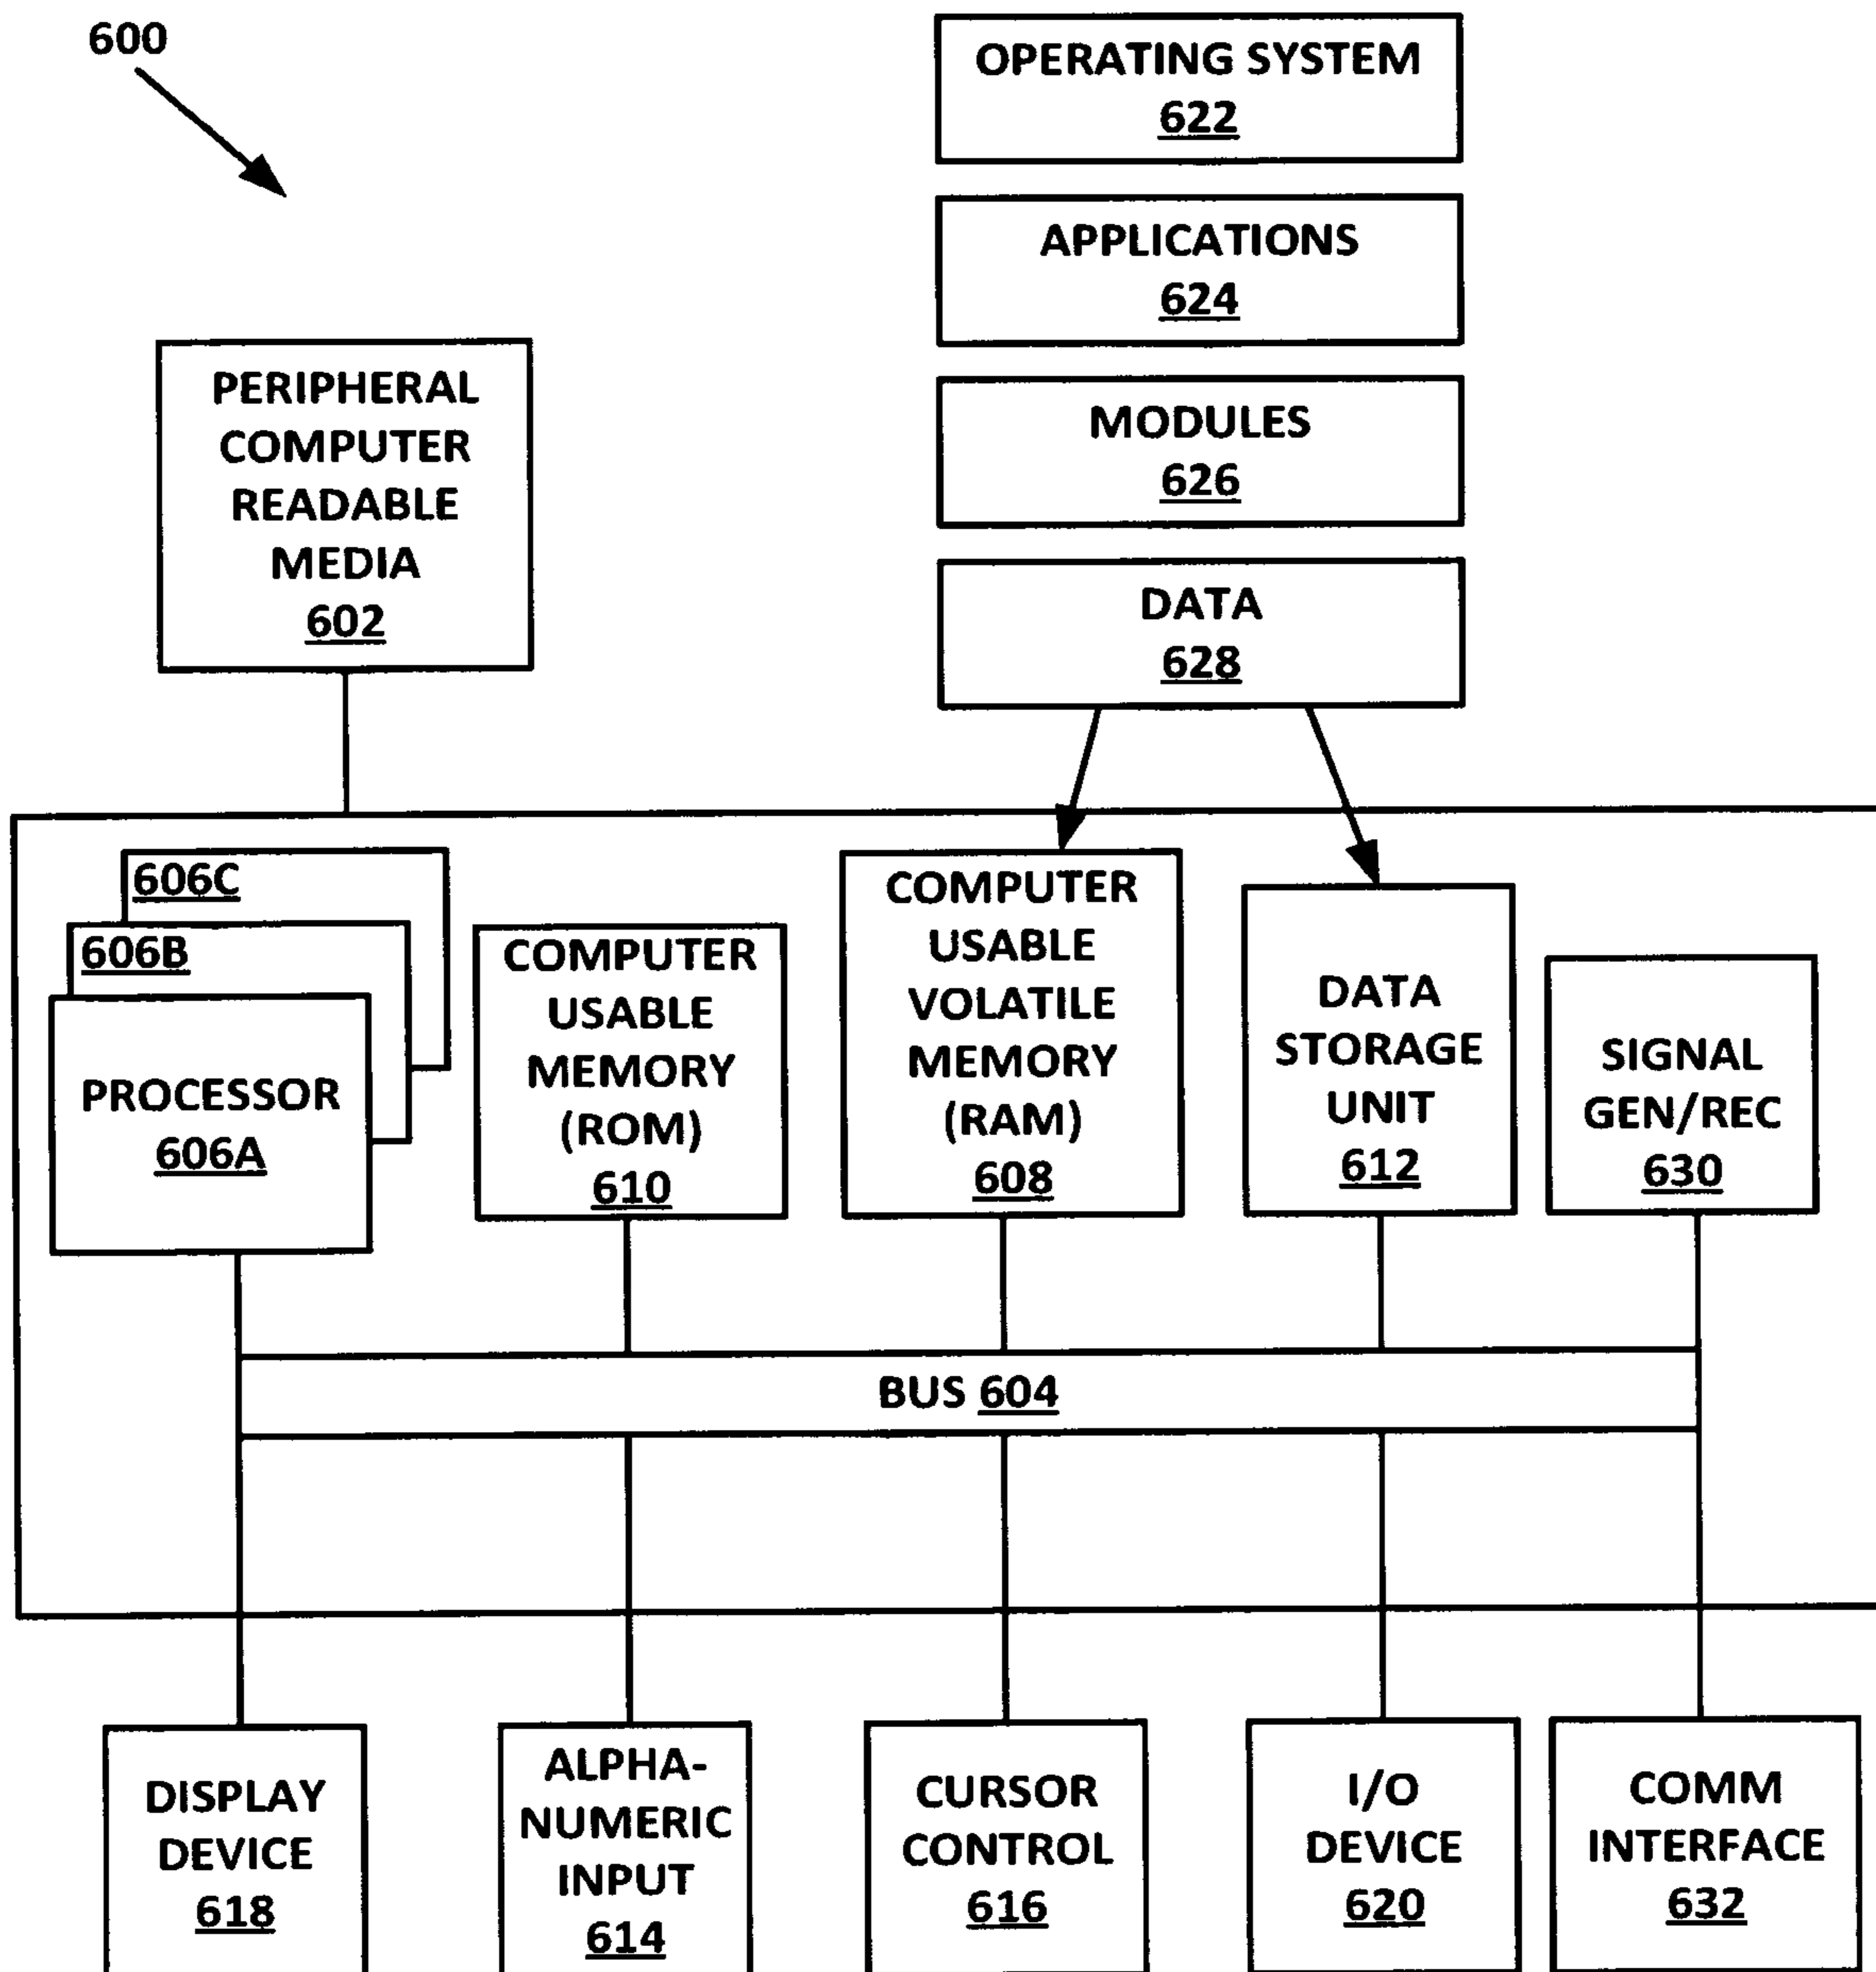 600
OPERATING SYSTEM
622
APPLICATIONS
624
MODULES
626
DATA
628
PERIPHERAL
COMPUTER
READABLE
MEDIA
602
606C
606B
PROCESSOR
606A
COMPUTER
USABLE
MEMORY
(ROM)
610
COMPUTER
USABLE
VOLATILE
MEMORY
(RAM)
608
DATA
STORAGE
UNIT
612
SIGNAL
GEN/REC
630
BUS 604
DISPLAY
DEVICE
618
ALPHA-
NUMERIC
INPUT
614
CURSOR
CONTROL
616
I/O
DEVICE
620
COMM
INTERFACE
632